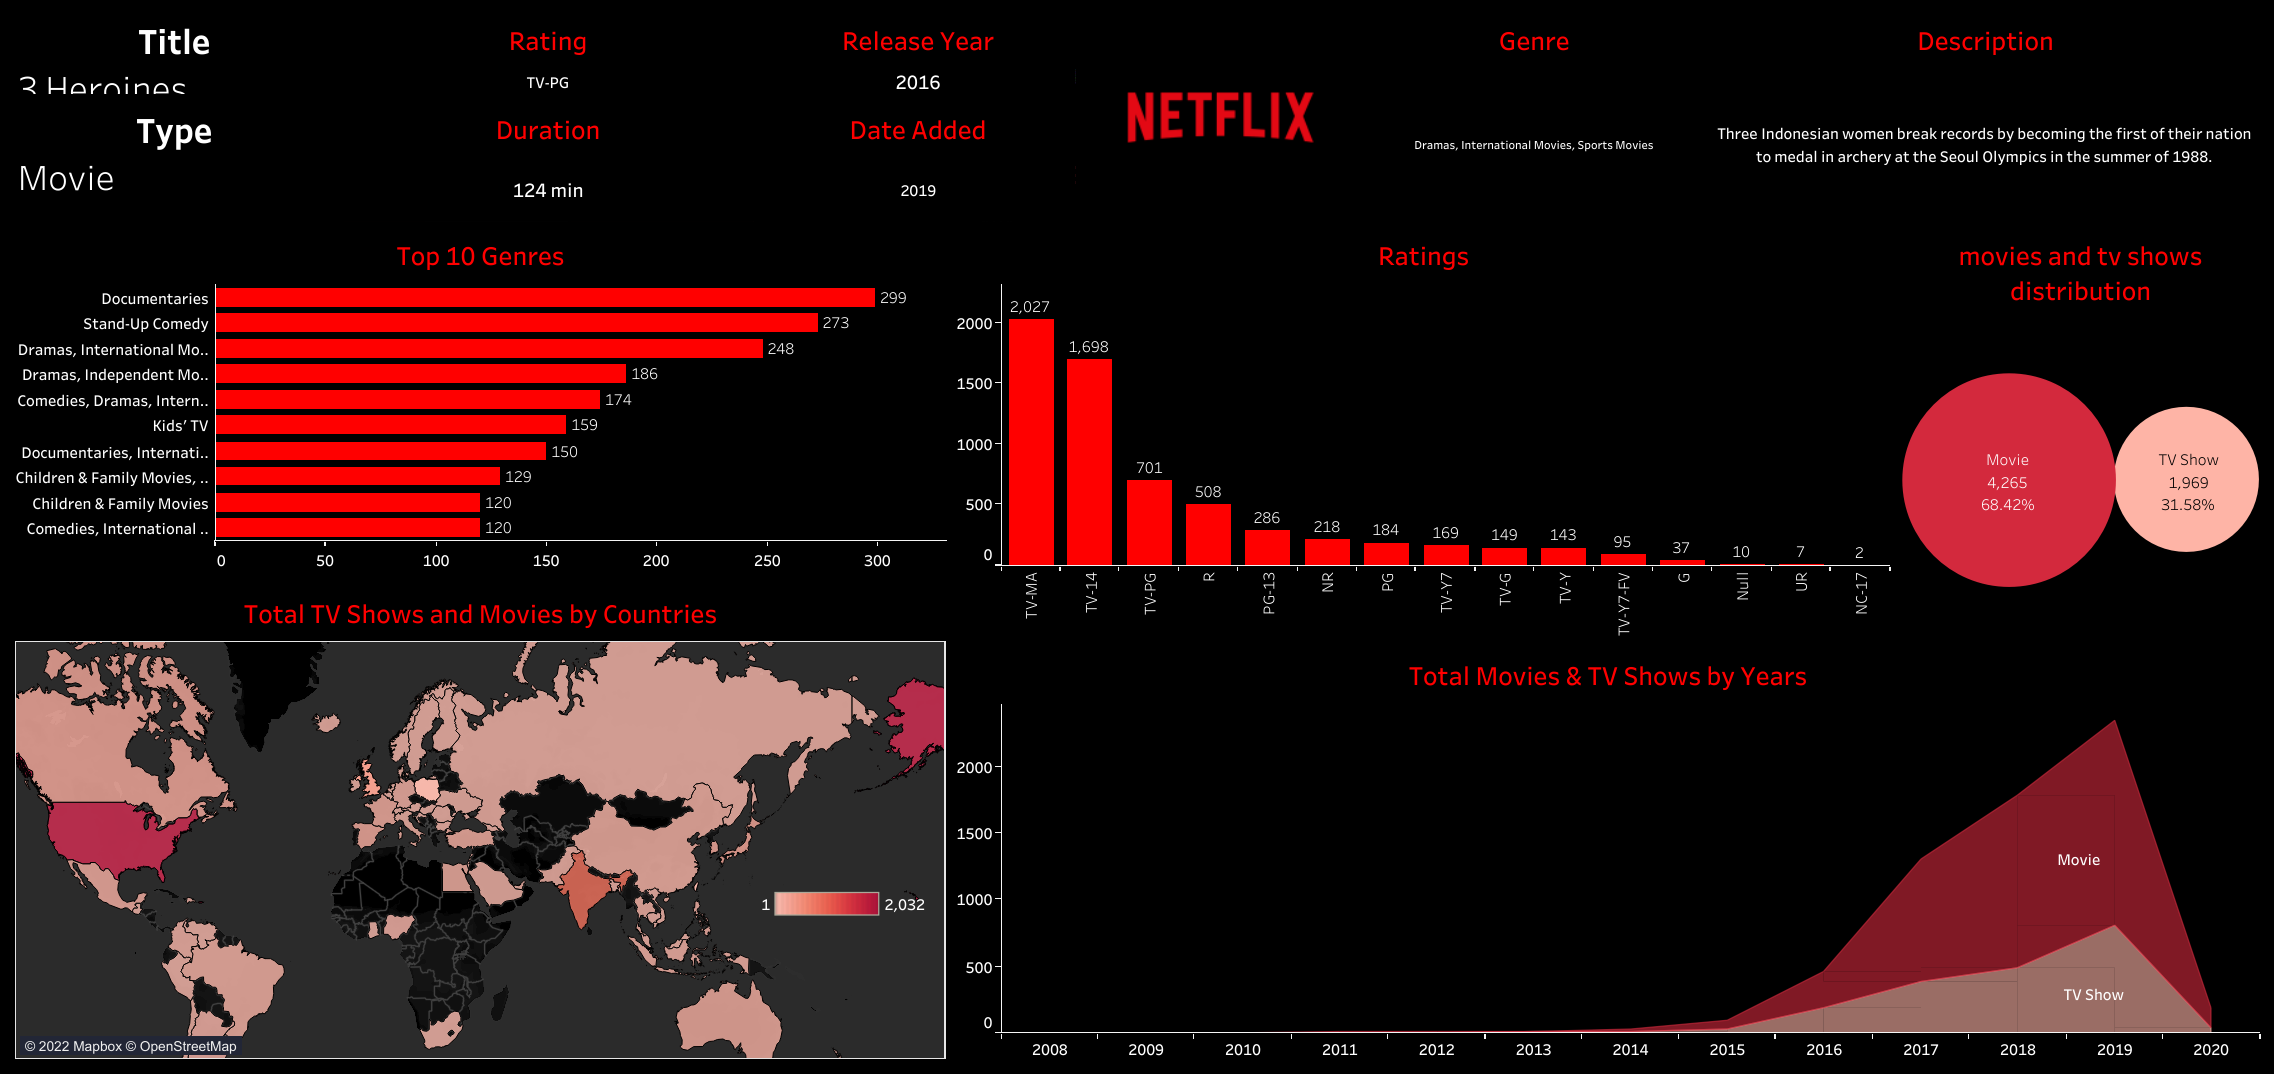 Title
3 Heroines
Type
Movie
Rating
TV-PG
Duration
124 min
Release Year
2016
Date Added
2019
NETFLIX
Genre
Dramas, International Movies, Sports Movies
Description
Three Indonesian women break records by becoming the first of their nation
to medal in archery at the Seoul Olympics in the summer of 1988.
Top 10 Genres
Documentaries 299
Stand-Up Comedy 273
Dramas, International Mo.. 248
Dramas, Independent Mo.. 186
Comedies, Dramas, Intern.. 174
Kids’ TV 159
Documentaries, Internati.. 150
Children & Family Movies, .. 129
Children & Family Movies 120
Comedies, International .. 120
0 50 100 150 200 250 300
Ratings
2000
1500
1000
500
0
2,027 1,698 701 508 286 218 184 169 149 143 95 37 10 7 2
TV-MA TV-14 TV-PG R PG-13 NR PG TV-Y7 TV-G TV-Y TV-Y7-FV G Null UR NC-17
movies and tv shows
distribution
Movie
4,265
68.42%
TV Show
1,969
31.58%
Total TV Shows and Movies by Countries
1 2,032
© 2022 Mapbox © OpenStreetMap
Total Movies & TV Shows by Years
2000
1500
1000
500
0
Movie
TV Show
2008 2009 2010 2011 2012 2013 2014 2015 2016 2017 2018 2019 2020